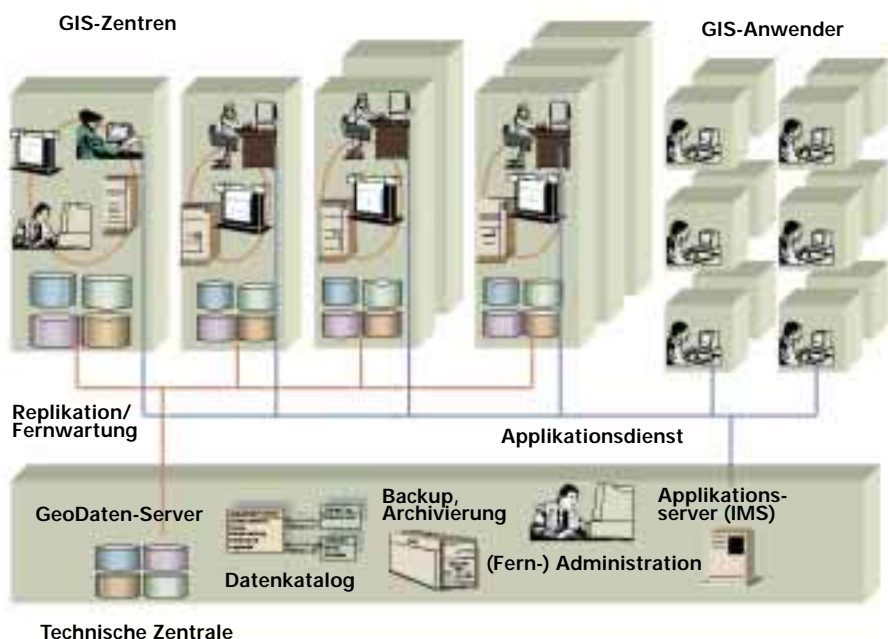 GIS-Zentren
GIS-Anwender
Replikation/
Fernwartung
Applikationsdienst
GeoDaten-Server
Datenkatalog
Backup,
Archivierung
(Fern-) Administration
Applikations-
server (IMS)
Technische Zentrale